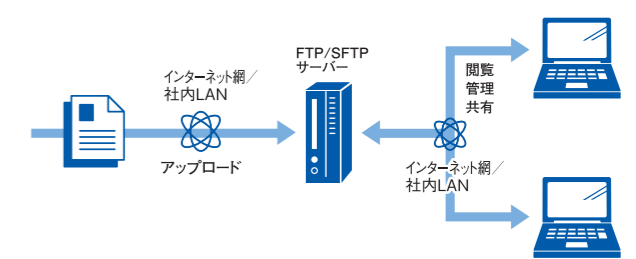 インターネット網／
社内LAN
アップロード
FTP/SFTP
サーバー
閲覧
管理
共有
インターネット網／
社内LAN